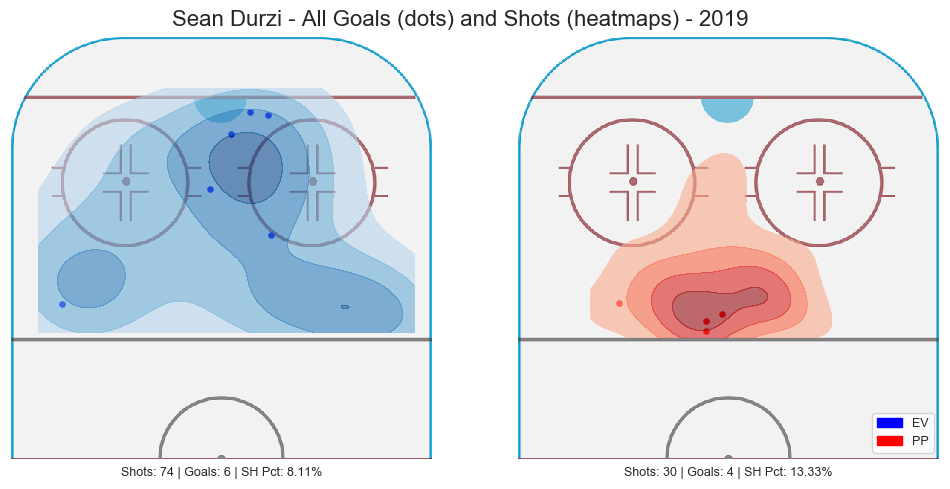 Sean Durzi - All Goals (dots) and Shots (heatmaps) - 2019
EV
PP
Shots: 74 | Goals: 6 | SH Pct: 8.11%
Shots: 30 | Goals: 4 | SH Pct: 13.33%